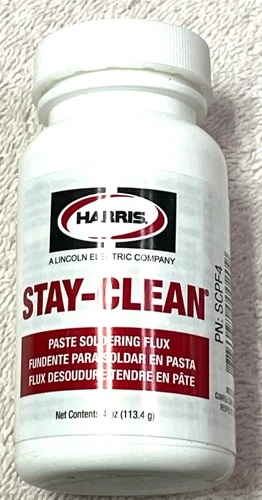 HARRIS.
A LINCOLN ELECTRIC COMPANY
STAY-CLEAN®
PASTE SOLDERING FLUX
FUNDENTE PARA SOLDAR EN PASTA
FLUX DESOUDURE TENDRE EN PÂTE
Net Contents 4 oz (113.4 g)
PN: SCPF4